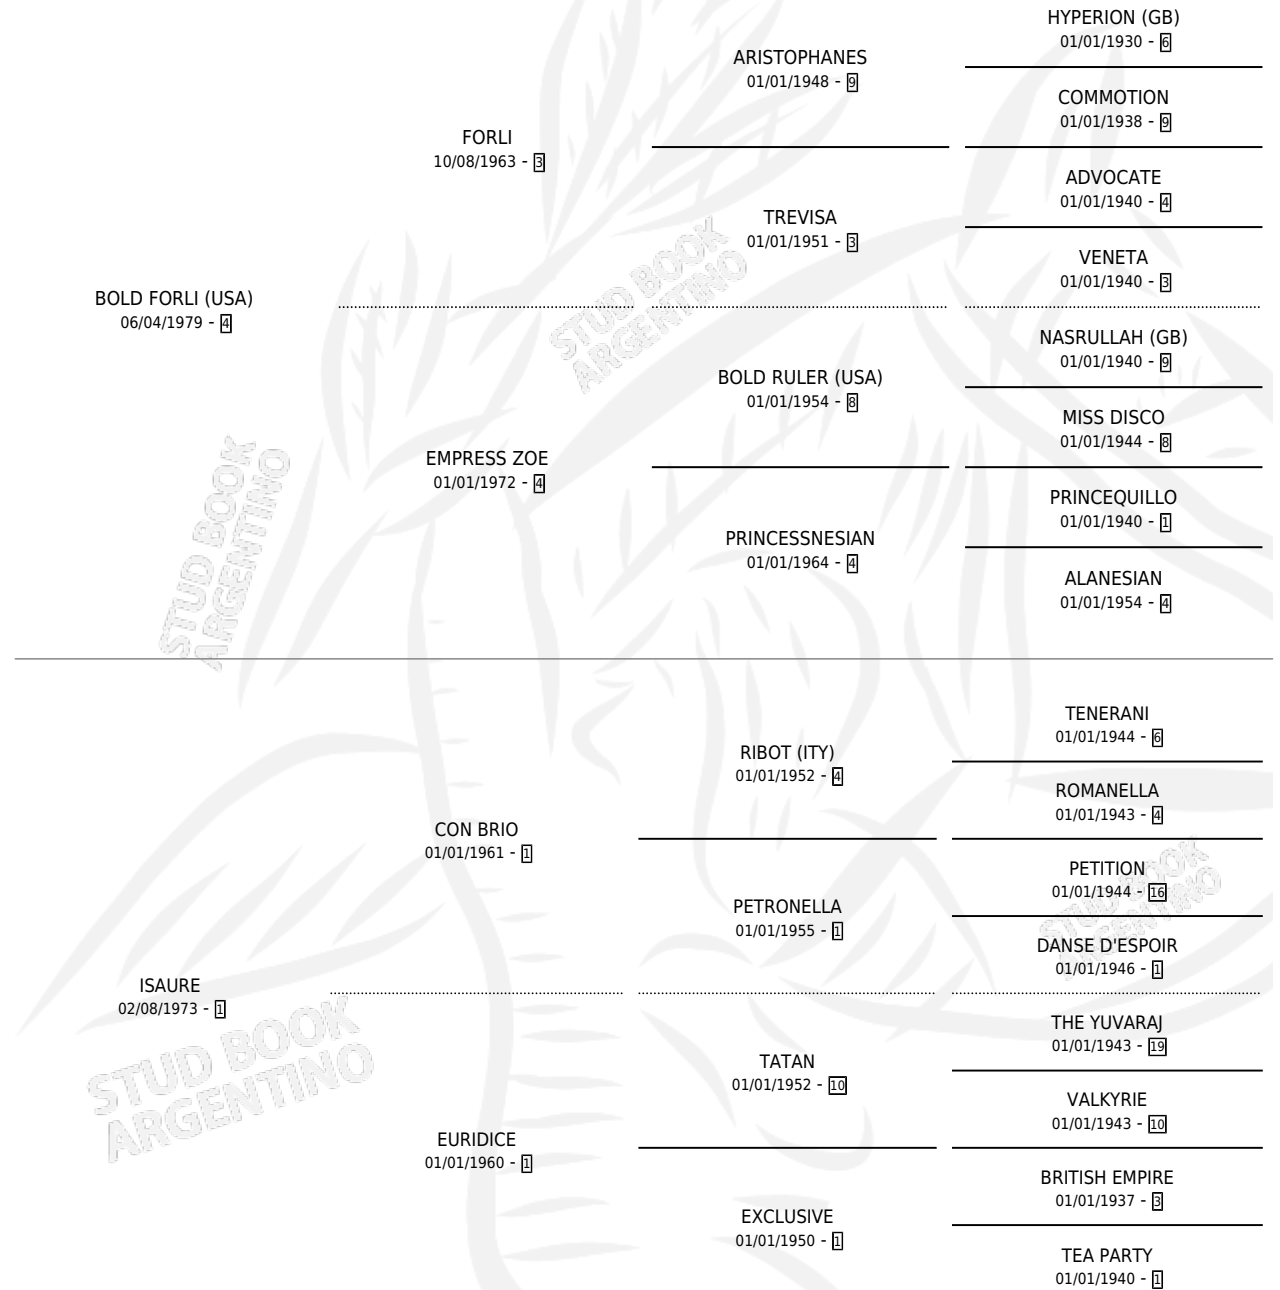 HYPERION (GB)
01/01/1930 - 6
ARISTOPHANES
01/01/1948 - 9
COMMOTION
01/01/1938 - 9
FORLI
10/08/1963 - 3
ADVOCATE
01/01/1940 - 4
TREVISA
01/01/1951 - 3
VENETA
01/01/1940 - 3
BOLD FORLI (USA)
06/04/1979 - 4
NASRULLAH (GB)
01/01/1940 - 9
BOLD RULER (USA)
01/01/1954 - 8
MISS DISCO
01/01/1944 - 8
EMPRESS ZOE
01/01/1972 - 4
PRINCEQUILLO
01/01/1940 - 1
PRINCESSNESIAN
01/01/1964 - 4
ALANESIAN
01/01/1954 - 4
TENERANI
01/01/1944 - 6
RIBOT (ITY)
01/01/1952 - 4
ROMANELLA
01/01/1943 - 4
CON BRIO
01/01/1961 - 1
PETITION
01/01/1944 - 16
PETRONELLA
01/01/1955 - 1
DANSE D'ESPOIR
01/01/1946 - 1
ISAURE
02/08/1973 - 1
THE YUVARAJ
01/01/1943 - 19
TATAN
01/01/1952 - 10
VALKYRIE
01/01/1943 - 10
EURIDICE
01/01/1960 - 1
BRITISH EMPIRE
01/01/1937 - 3
EXCLUSIVE
01/01/1950 - 1
TEA PARTY
01/01/1940 - 1
STUD BOOK
ARGENTINO
STUD BOOK
ARGENTINO
STUD BOOK
ARGENTINO
STUD BOOK
ARGENTINO